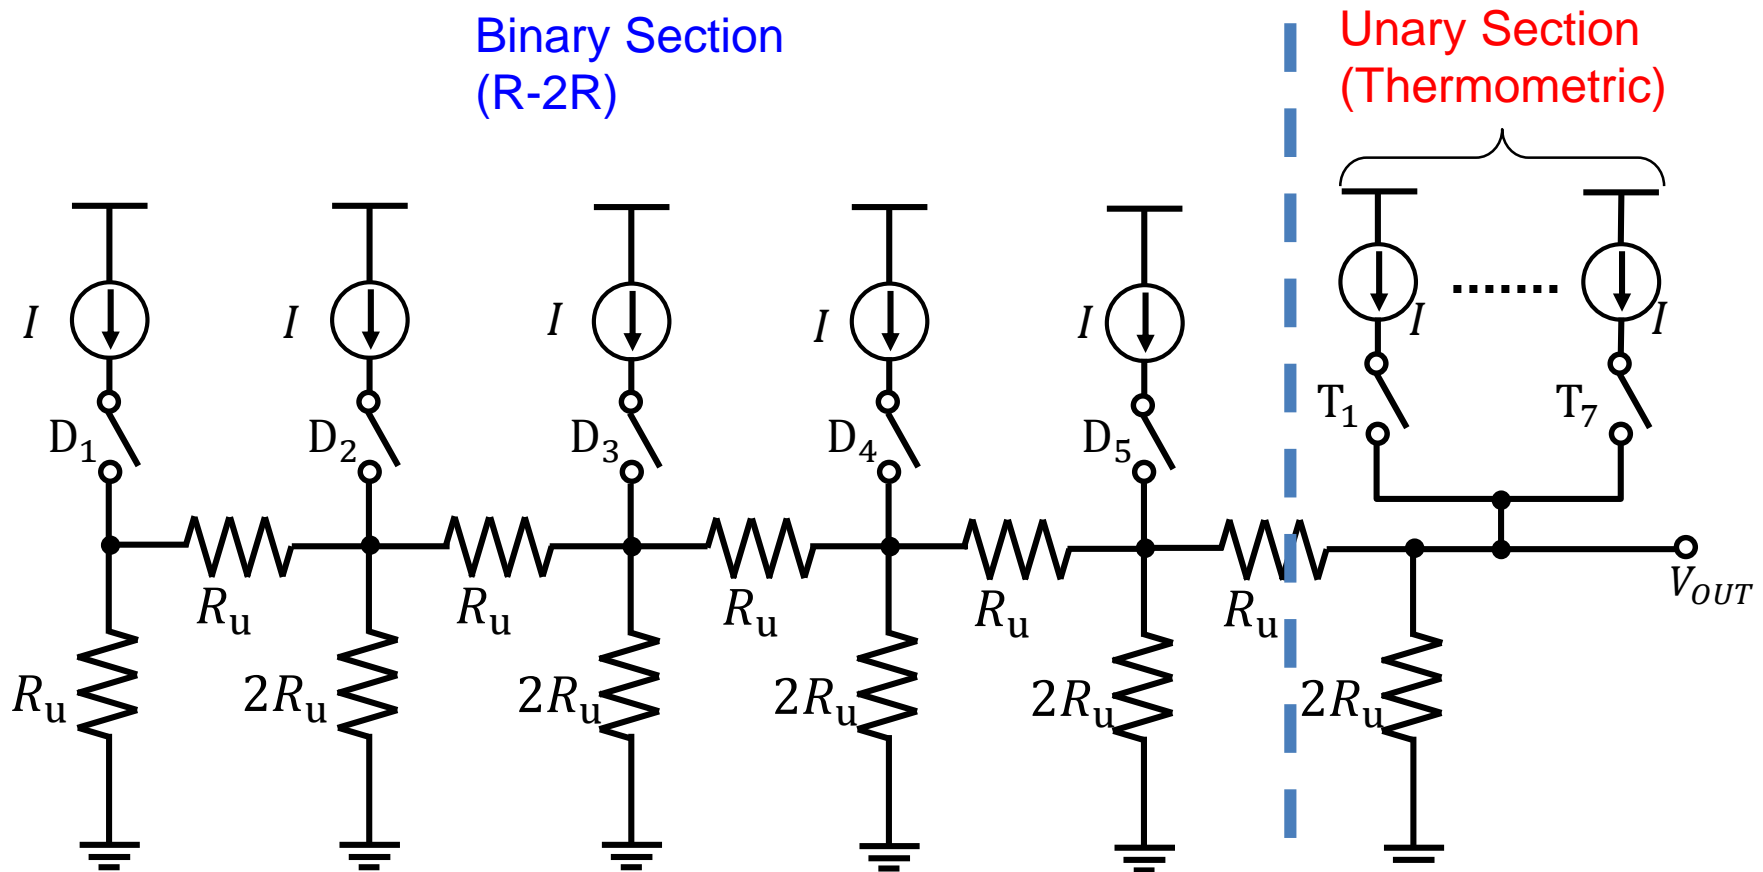 Binary Section
(R-2R)
Unary Section
(Thermometric)
I
I
I
I
I
I
I
D₁
D₂
D₃
D₄
D₅
T₁
T₇
Rᵤ
Rᵤ
Rᵤ
Rᵤ
Rᵤ
V_OUT
Rᵤ
2Rᵤ
2Rᵤ
2Rᵤ
2Rᵤ
2Rᵤ